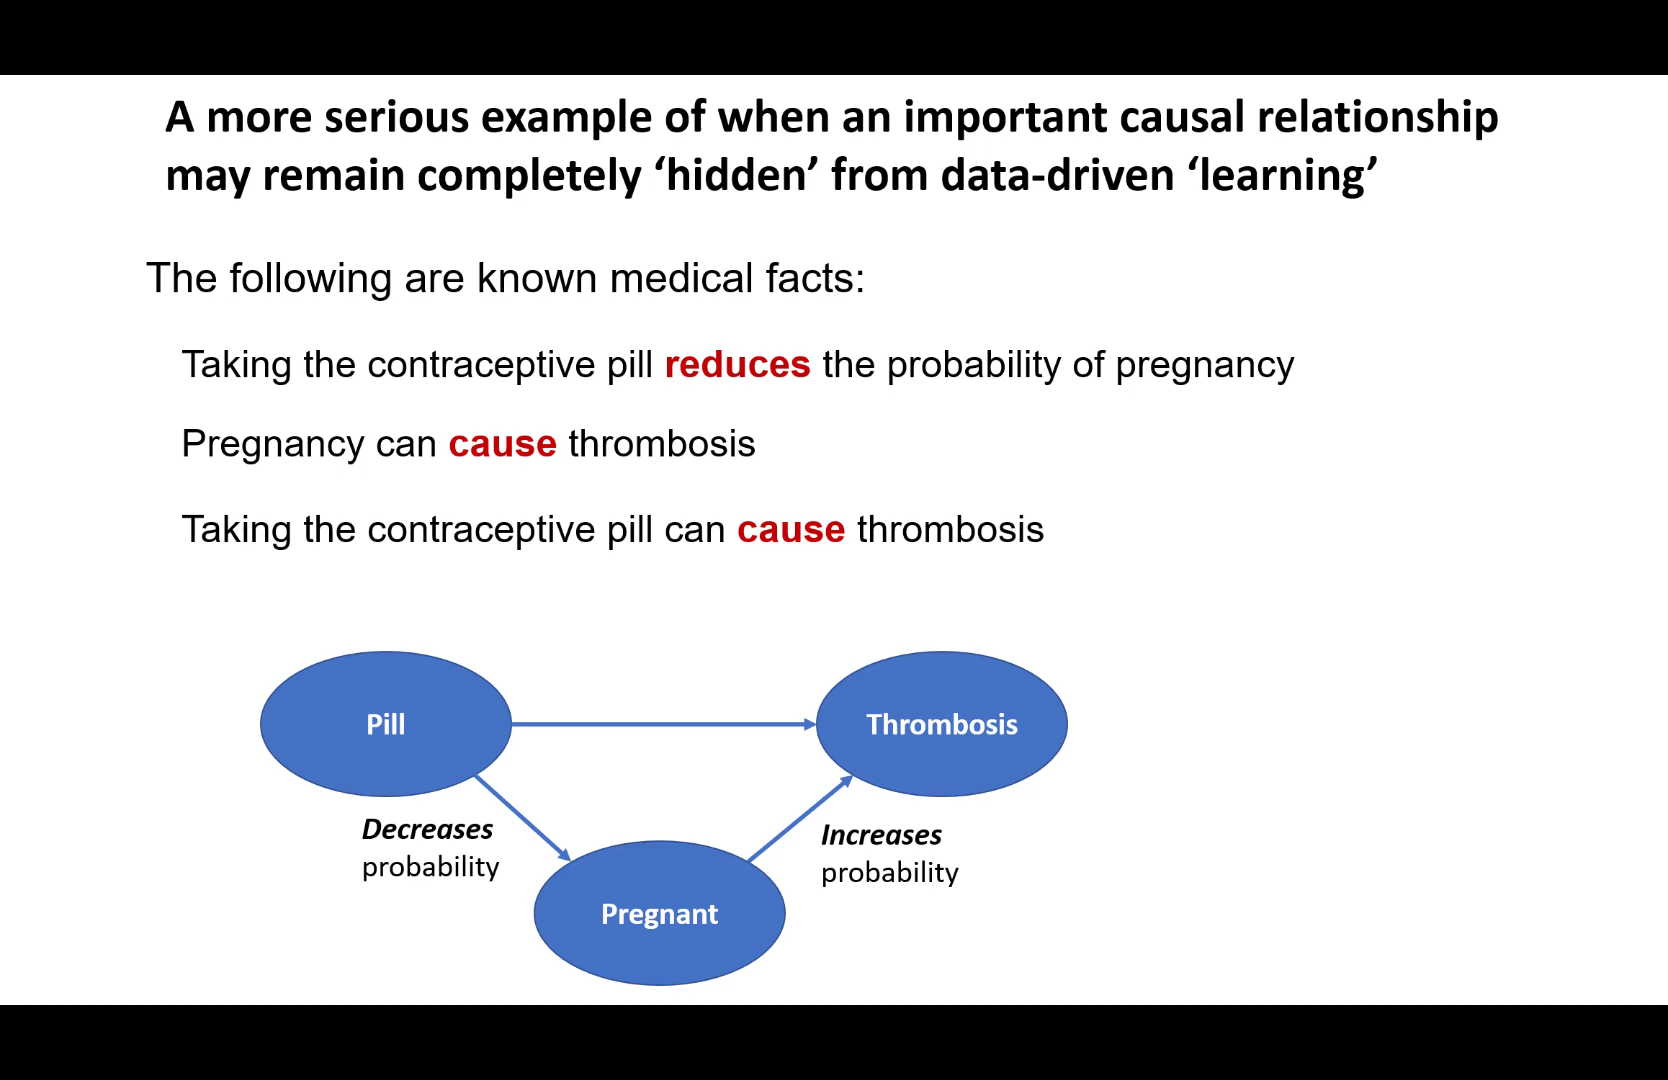 A more serious example of when an important causal relationship
may remain completely ‘hidden’ from data-driven ‘learning’
The following are known medical facts:
Taking the contraceptive pill reduces the probability of pregnancy
Pregnancy can cause thrombosis
Taking the contraceptive pill can cause thrombosis
Pill
Thrombosis
Decreases
probability
Increases
probability
Pregnant